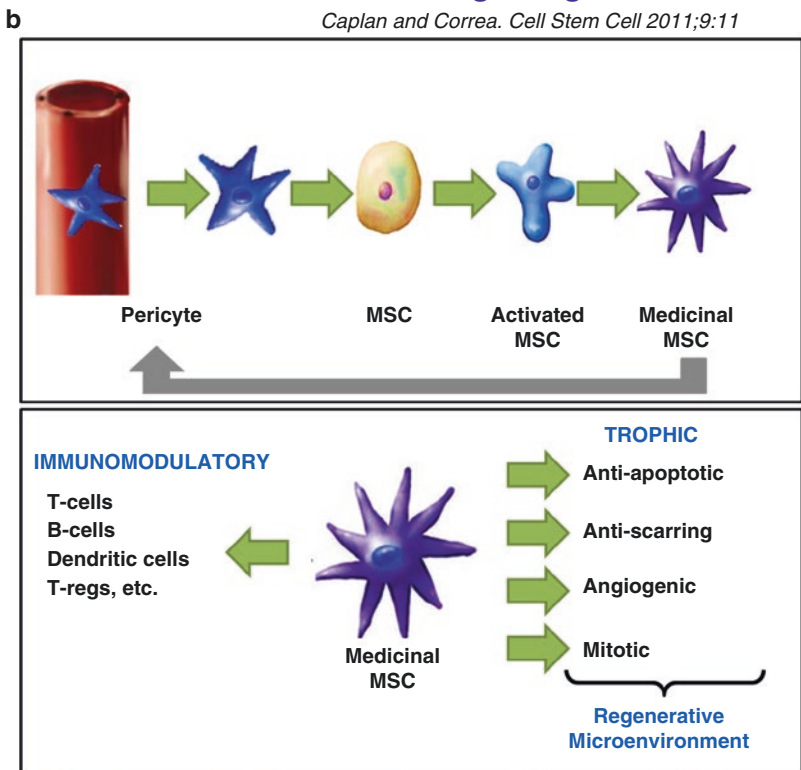 b
Caplan and Correa. Cell Stem Cell 2011;9:11
Pericyte
MSC
Activated
MSC
Medicinal
MSC
IMMUNOMODULATORY
T-cells
B-cells
Dendritic cells
T-regs, etc.
Medicinal
MSC
TROPHIC
Anti-apoptotic
Anti-scarring
Angiogenic
Mitotic
Regenerative
Microenvironment